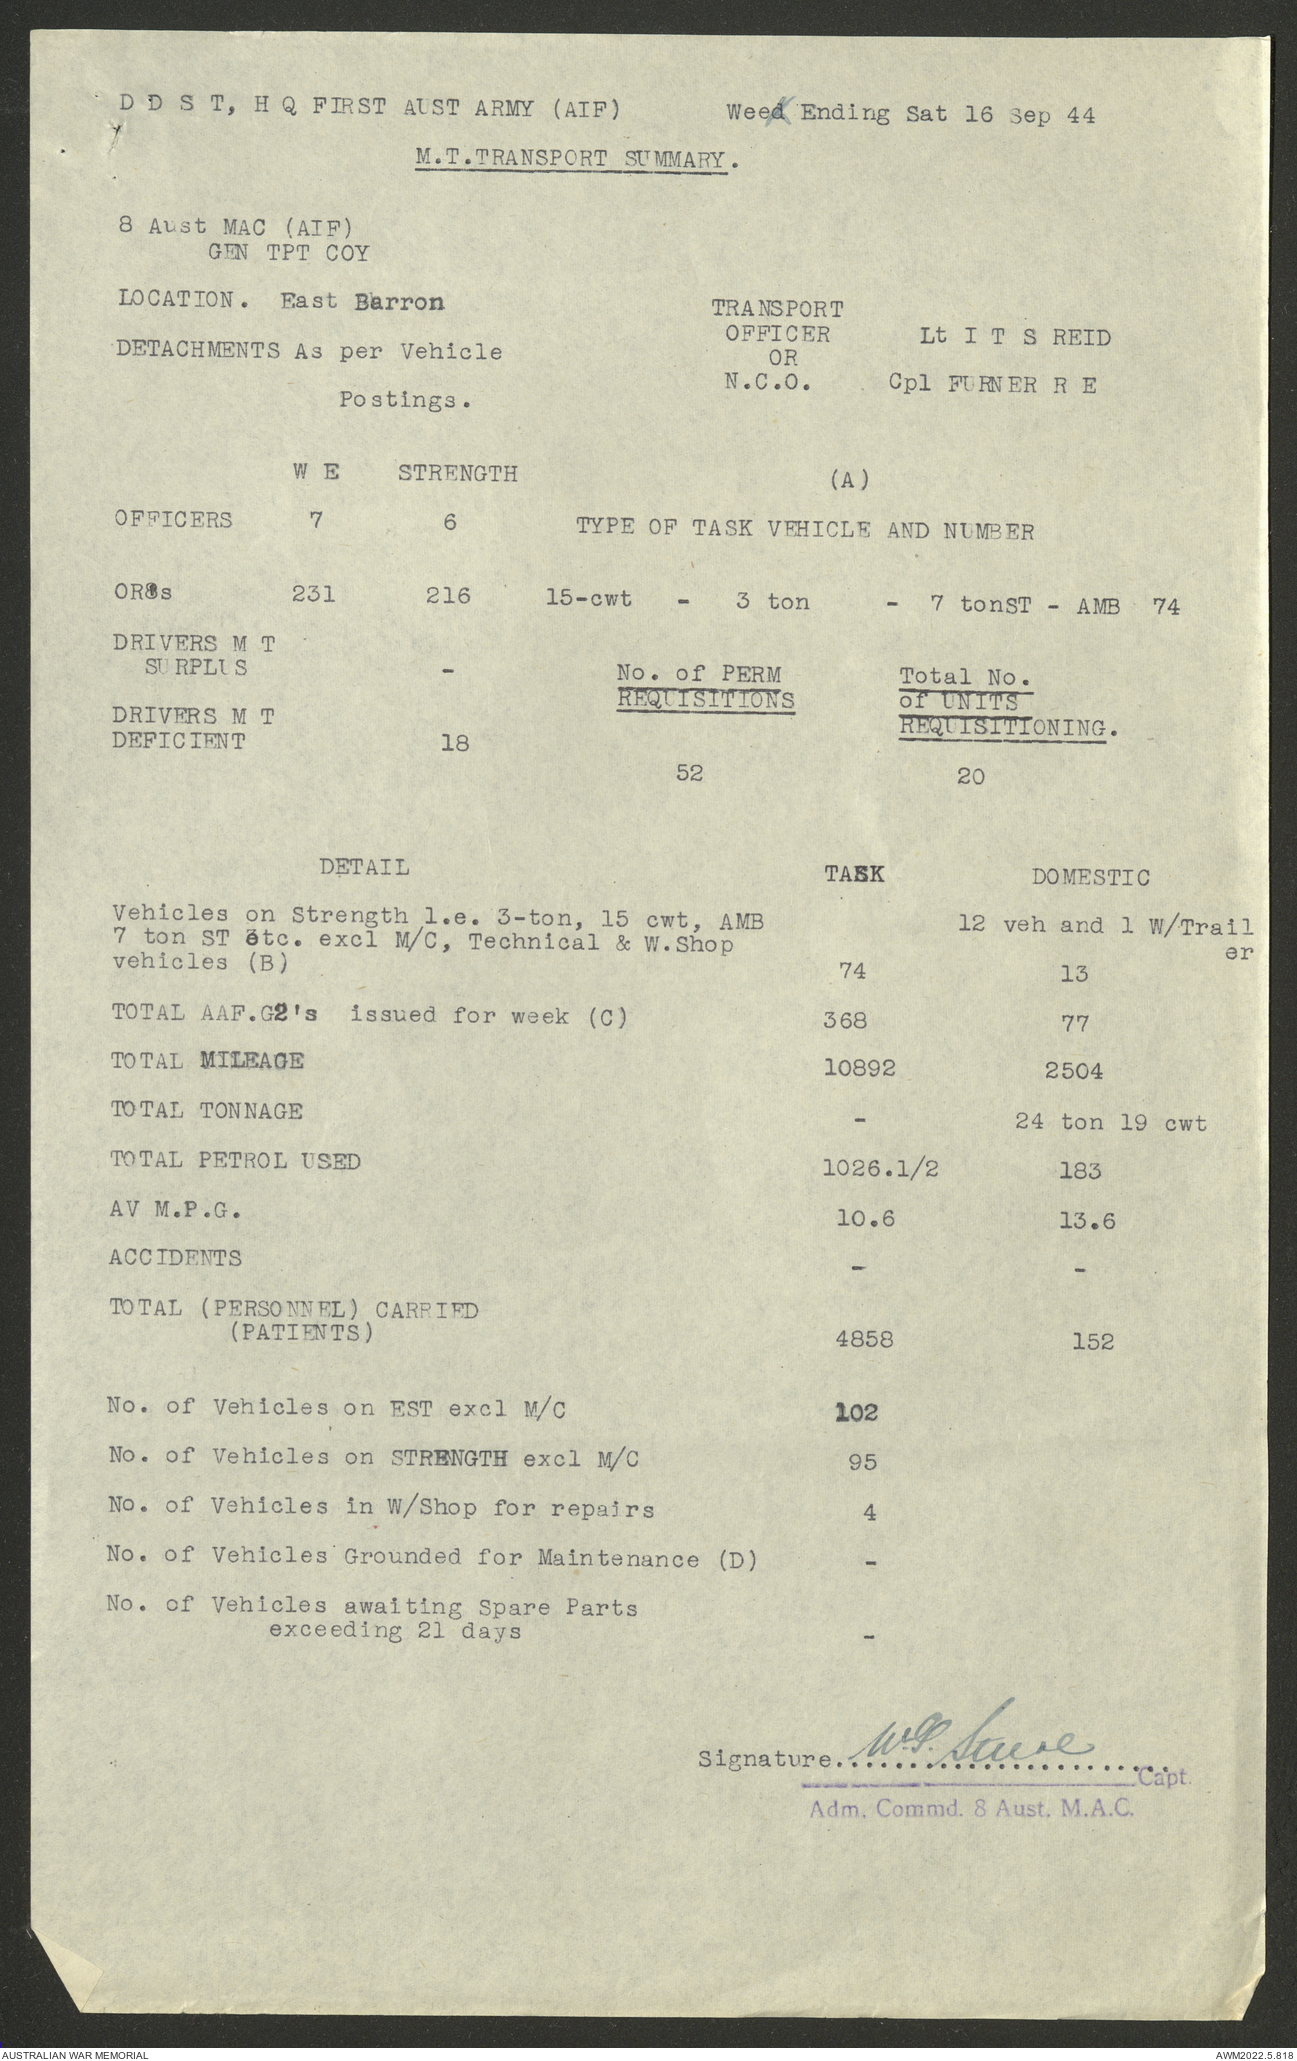 D D S T, H Q FIRST AUST ARMY (AIF) Weed Ending Sat 16 Sep 44
M.T.TRANSPORT SUMMARY.
8 Aust MAC (AIF)
GEN TPT COY
LOCATION. East Barron
TRANSPORT
OFFICER Lt I T S REID
DETACHMENTS As per Vehicle
OR
N.C.O. Cpl FURNER R E
Postings.
W E STRENGTH (A)
OFFICERS 7 6 TYPE OF TASK VEHICLE AND NUMBER
OR's 231 216 15-cwt - 3 ton - 7 tonST - AMB 74
DRIVERS M T
SURPLUS -
No. of PERM Total No.
REQUISITIONS of UNITS
REQUISITIONING.
DRIVERS M T
DEFICIENT 18
52 20
DETAIL TASK DOMESTIC
Vehicles on Strength l.e. 3-ton, 15 cwt, AMB 12 veh and 1 W/Trail
7 ton ST etc. excl M/C, Technical & W.Shop er
vehicles (B) 74 13
TOTAL AAF.G2's issued for week (C) 368 77
TOTAL MILEAGE 10892 2504
TOTAL TONNAGE - 24 ton 19 cwt
TOTAL PETROL USED 1026.1/2 183
AV M.P.G. 10.6 13.6
ACCIDENTS - -
TOTAL (PERSONNEL) CARRIED
(PATIENTS) 4858 152
No. of Vehicles on EST excl M/C 102
No. of Vehicles on STRENGTH excl M/C 95
No. of Vehicles in W/Shop for repairs 4
No. of Vehicles Grounded for Maintenance (D) -
No. of Vehicles awaiting Spare Parts
exceeding 21 days -
Signature..........................
Capt.
Adm. Commd. 8 Aust. M.A.C.
AUSTRALIAN WAR MEMORIAL AWM2022.5.818